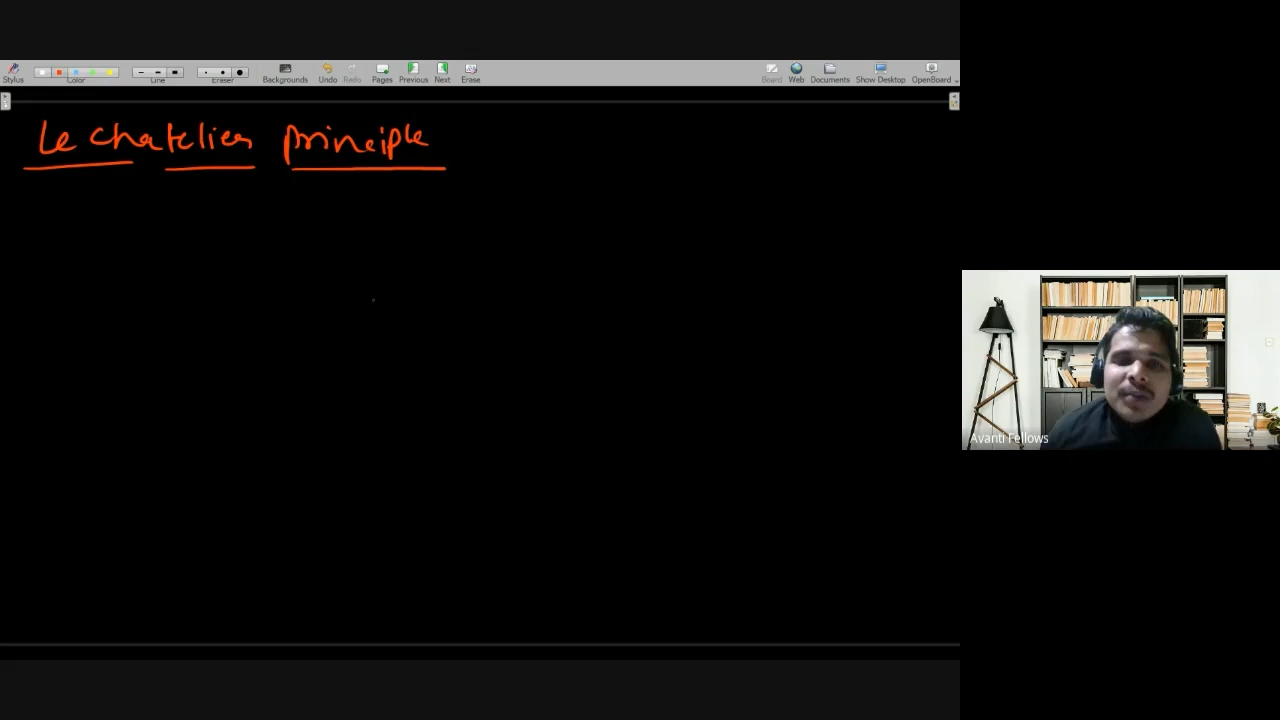 Stylus Color Line Eraser Backgrounds Undo Redo Pages Previous Next Erase Board Web Documents Show Desktop OpenBoard
Le Chatelier principle
Avanti Fellows